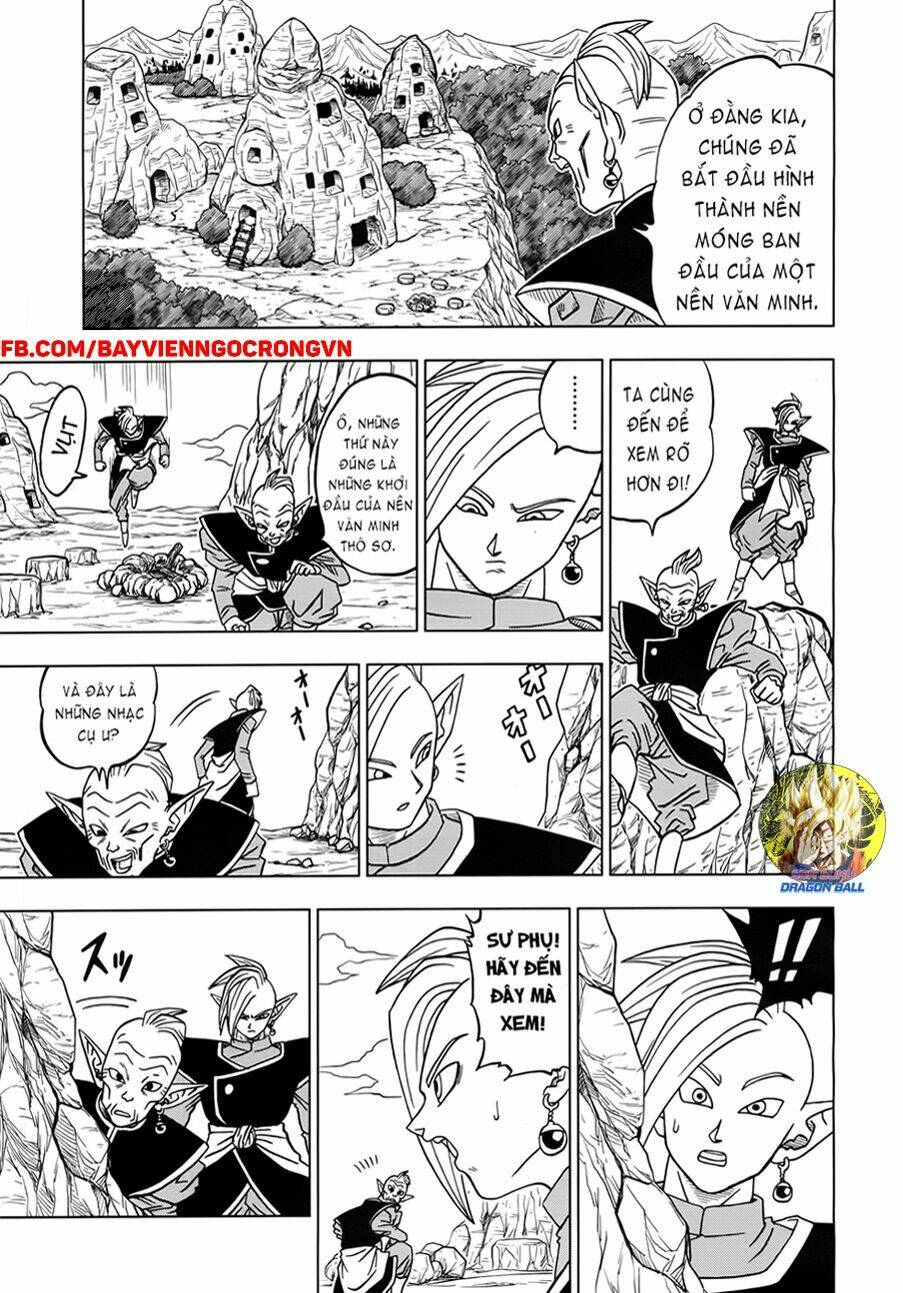 Ở ĐẰNG KIA,
CHÚNG ĐÃ
BẮT ĐẦU HÌNH
THÀNH NỀN
MÓNG BAN
ĐẦU CỦA MỘT
NỀN VĂN MINH.
FB.COM/BAYVIENNGOCRONGVN
TA CÙNG
ĐẾN ĐỂ
XEM RÕ
HƠN ĐI!
..........
Ồ, NHỮNG
THỨ NÀY
ĐÚNG LÀ
NHỮNG KHỞI
ĐẦU CỦA NỀN
VĂN MINH
THÔ SƠ.
VỤT
オオー
オー
オー
VÀ ĐÂY LÀ
NHỮNG NHẠC
CỤ Ư?
SON GOKU
DRAGON BALL
!!
SƯ PHỤ!
HÃY ĐẾN
ĐÂY MÀ
XEM!
スッ